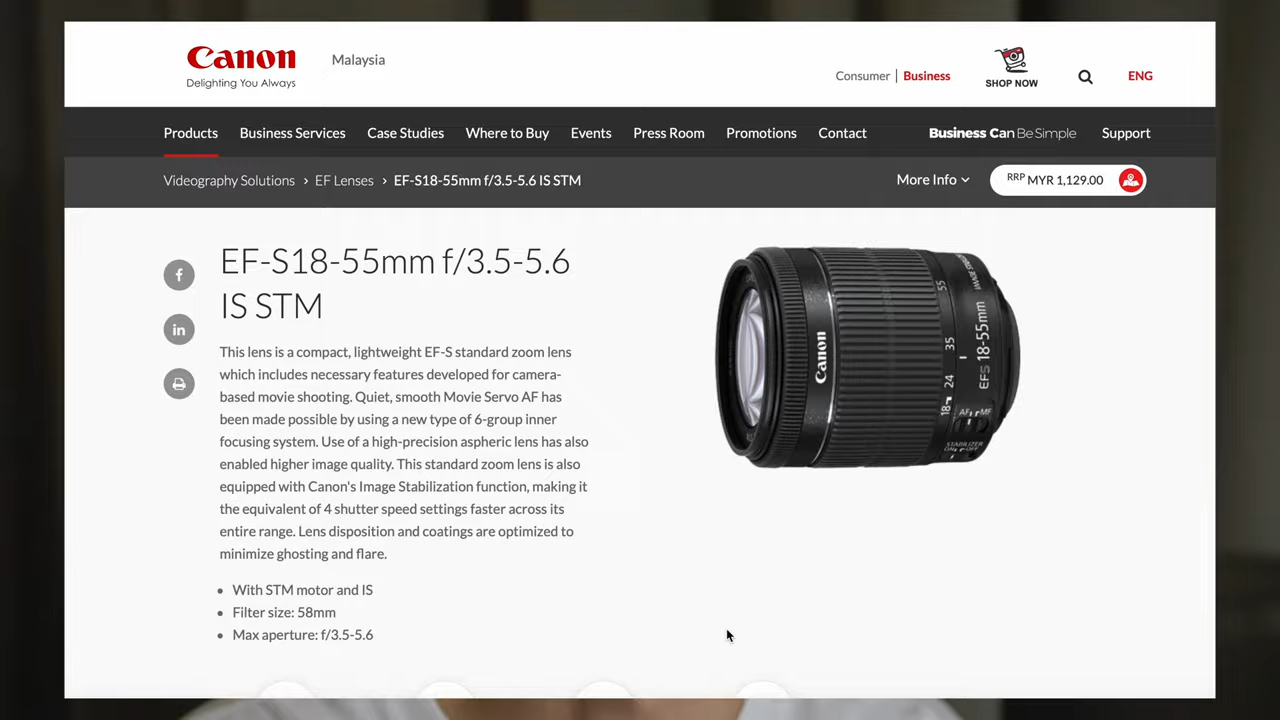 Canon
Delighting You Always
Malaysia
Consumer | Business
SHOP NOW
ENG
Products Business Services Case Studies Where to Buy Events Press Room Promotions Contact Business Can Be Simple Support
Videography Solutions › EF Lenses › EF-S18-55mm f/3.5-5.6 IS STM
More Info
RRP MYR 1,129.00
EF-S18-55mm f/3.5-5.6
IS STM
This lens is a compact, lightweight EF-S standard zoom lens
which includes necessary features developed for camera-
based movie shooting. Quiet, smooth Movie Servo AF has
been made possible by using a new type of 6-group inner
focusing system. Use of a high-precision aspheric lens has also
enabled higher image quality. This standard zoom lens is also
equipped with Canon's Image Stabilization function, making it
the equivalent of 4 shutter speed settings faster across its
entire range. Lens disposition and coatings are optimized to
minimize ghosting and flare.
• With STM motor and IS
• Filter size: 58mm
• Max aperture: f/3.5-5.6
f
in
Canon
55
35
24
18
EFS 18-55mm
IMAGE
AF MF
STABILIZER
ON OFF